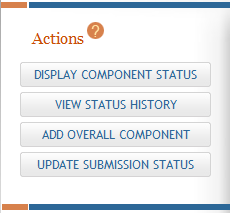 Actions ?
DISPLAY COMPONENT STATUS
VIEW STATUS HISTORY
ADD OVERALL COMPONENT
UPDATE SUBMISSION STATUS